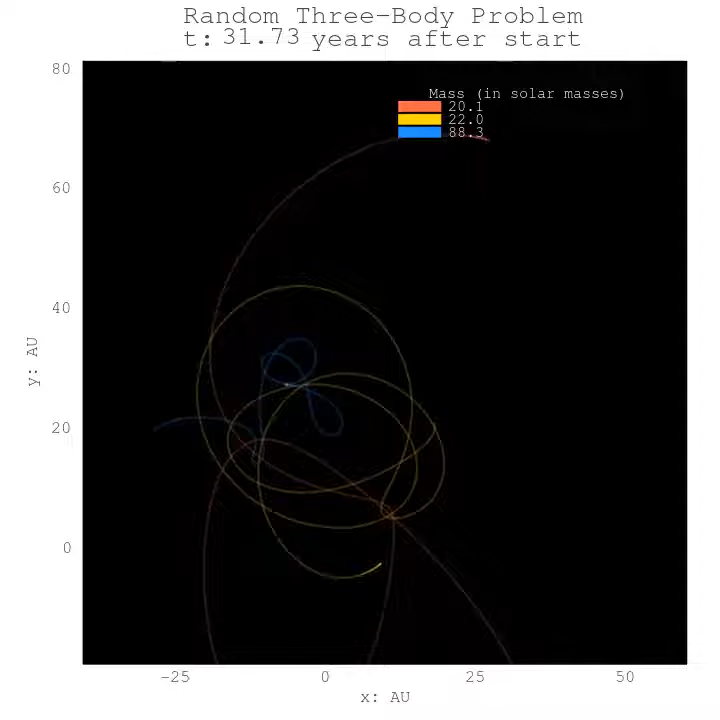 Random Three-Body Problem
t: 31.73 years after start
Mass (in solar masses)
20.1
22.0
88.3
80
60
40
20
0
y: AU
-25 0 25 50
x: AU